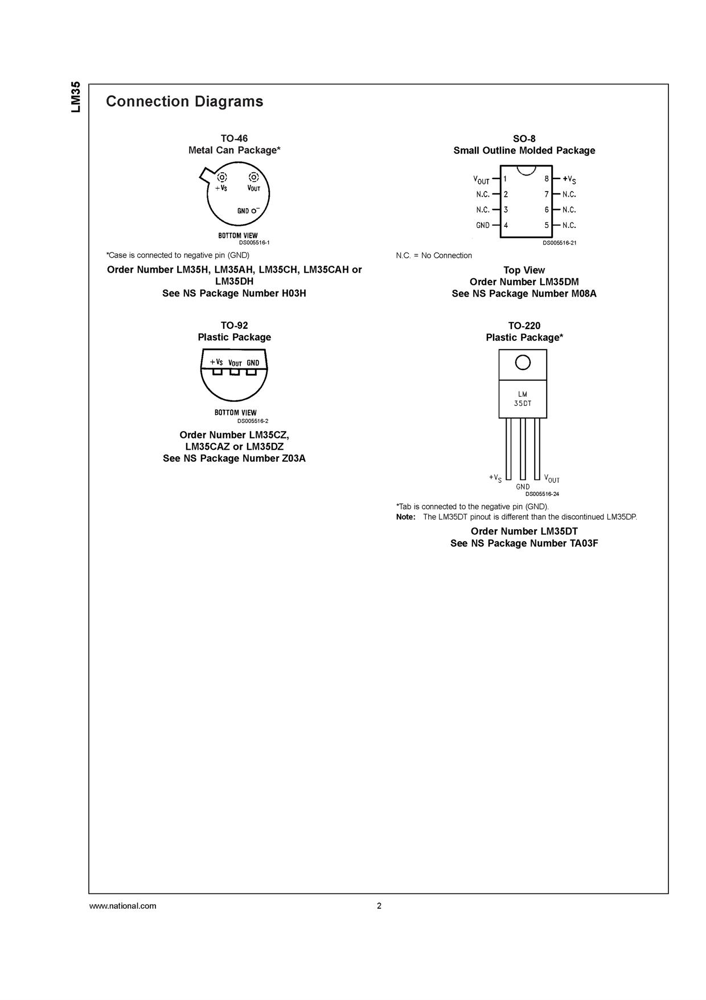 LM35
Connection Diagrams
TO-46
Metal Can Package*
+VS VOUT
GND
BOTTOM VIEW
DS005516-1
*Case is connected to negative pin (GND)
Order Number LM35H, LM35AH, LM35CH, LM35CAH or
LM35DH
See NS Package Number H03H
SO-8
Small Outline Molded Package
VOUT 1 8 +VS
N.C. 2 7 N.C.
N.C. 3 6 N.C.
GND 4 5 N.C.
DS005516-21
N.C. = No Connection
Top View
Order Number LM35DM
See NS Package Number M08A
TO-92
Plastic Package
+VS VOUT GND
BOTTOM VIEW
DS005516-2
Order Number LM35CZ,
LM35CAZ or LM35DZ
See NS Package Number Z03A
TO-220
Plastic Package*
LM
35DT
+VS VOUT
GND
DS005516-24
*Tab is connected to the negative pin (GND).
Note: The LM35DT pinout is different than the discontinued LM35DP.
Order Number LM35DT
See NS Package Number TA03F
www.national.com 2